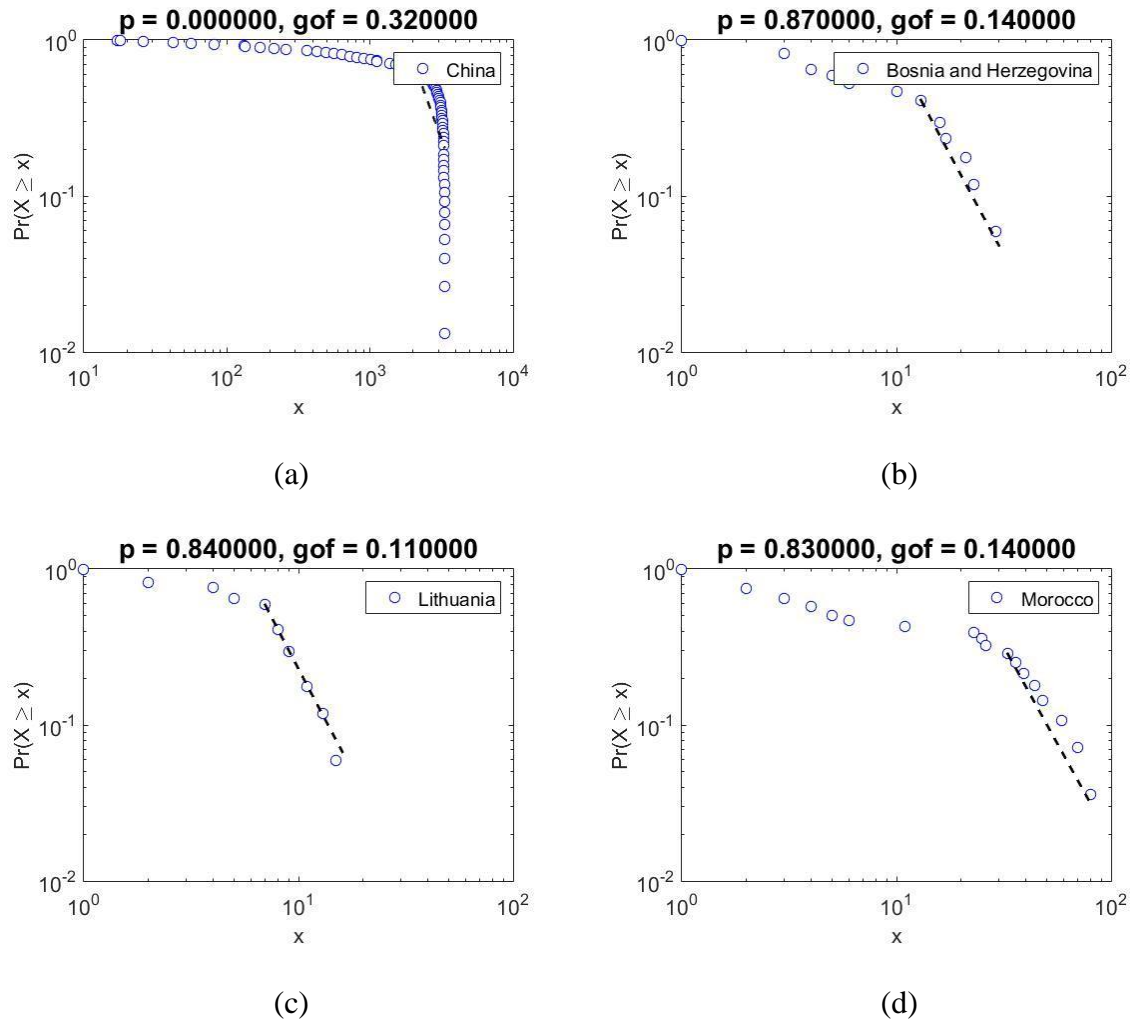 p = 0.000000, gof = 0.320000
10^0
10^-1
10^-2
Pr(X ≥ x)
China
10^1
10^2
10^3
10^4
x
(a)
p = 0.870000, gof = 0.140000
10^0
10^-1
10^-2
Pr(X ≥ x)
Bosnia and Herzegovina
10^0
10^1
10^2
x
(b)
p = 0.840000, gof = 0.110000
10^0
10^-1
10^-2
Pr(X ≥ x)
Lithuania
10^0
10^1
10^2
x
(c)
p = 0.830000, gof = 0.140000
10^0
10^-1
10^-2
Pr(X ≥ x)
Morocco
10^0
10^1
10^2
x
(d)